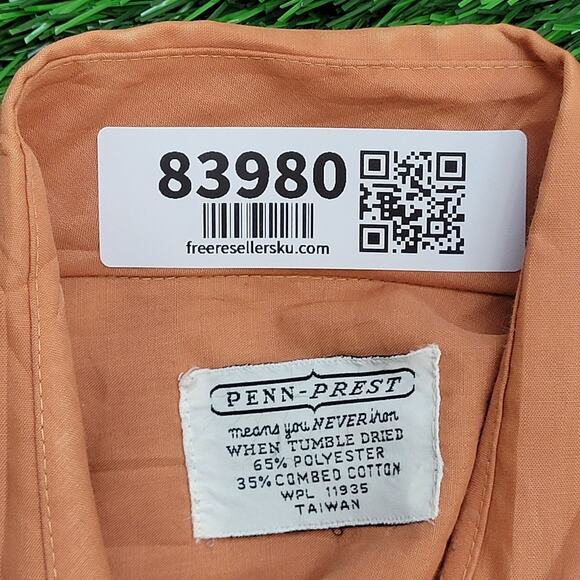 83980
freeresellersku.com
PENN-PREST
means you NEVER iron
WHEN TUMBLE DRIED
65% POLYESTER
35% COMBED COTTON
WPL 11935
TAIWAN